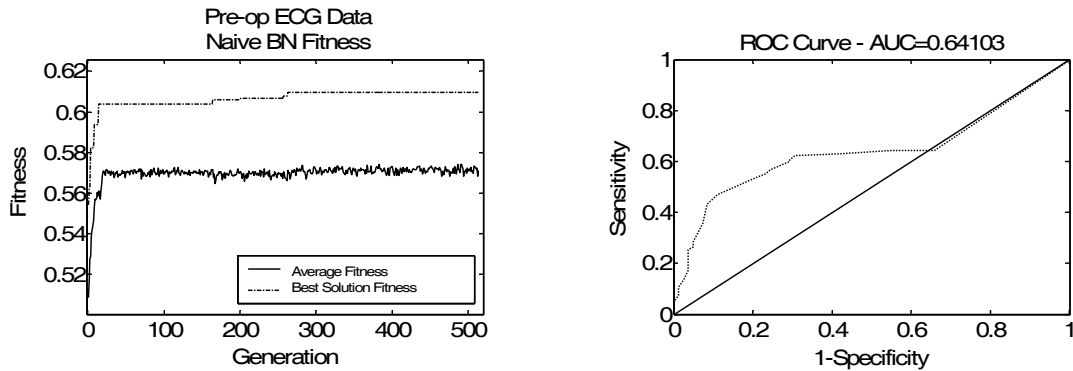 Pre-op ECG Data
Naive BN Fitness
0.62
0.6
0.58
0.56
0.54
0.52
Fitness
0
100
200
300
400
500
Generation
Average Fitness
Best Solution Fitness
ROC Curve - AUC=0.64103
1
0.8
0.6
0.4
0.2
0
Sensitivity
0
0.2
0.4
0.6
0.8
1
1-Specificity